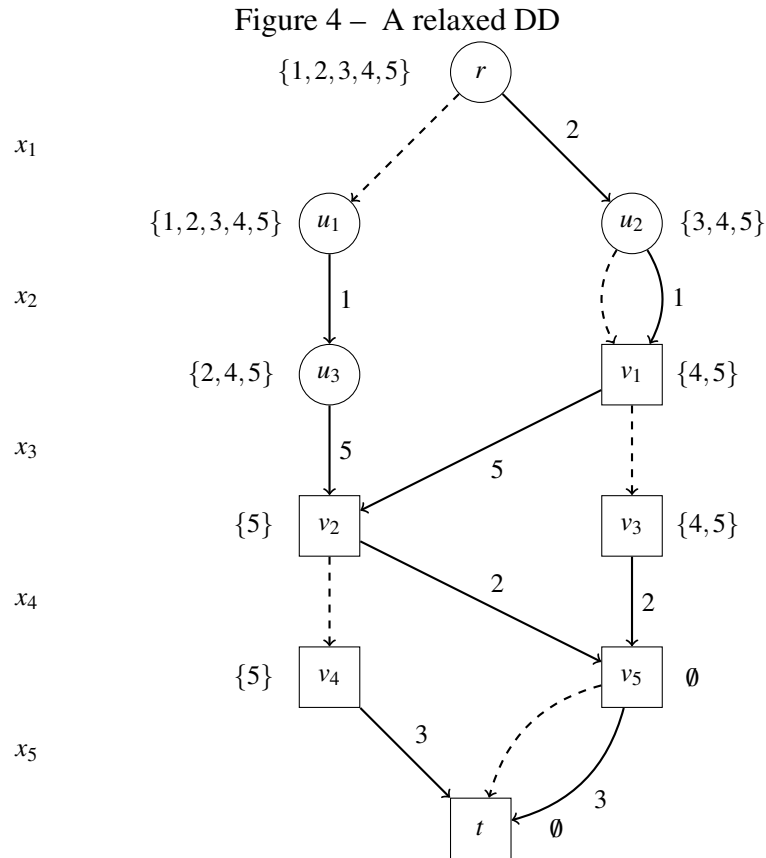 Figure 4 – A relaxed DD
{1,2,3,4,5} r
x₁ 2
{1,2,3,4,5} u₁ u₂ {3,4,5}
x₂ 1 1
{2,4,5} u₃ v₁ {4,5}
x₃ 5 5
{5} v₂ v₃ {4,5}
x₄ 2 2
{5} v₄ v₅ ∅
x₅ 3 3
t ∅